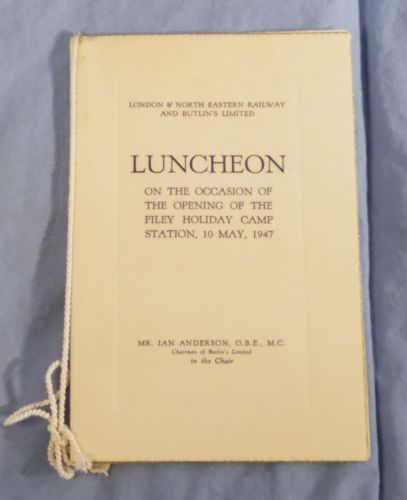 LONDON & NORTH EASTERN RAILWAY
AND BUTLIN'S LIMITED
LUNCHEON
ON THE OCCASION OF
THE OPENING OF THE
FILEY HOLIDAY CAMP
STATION, 10 MAY, 1947
MR. IAN ANDERSON, O.B.E., M.C.
Chairman of Butlin's Limited
in the Chair